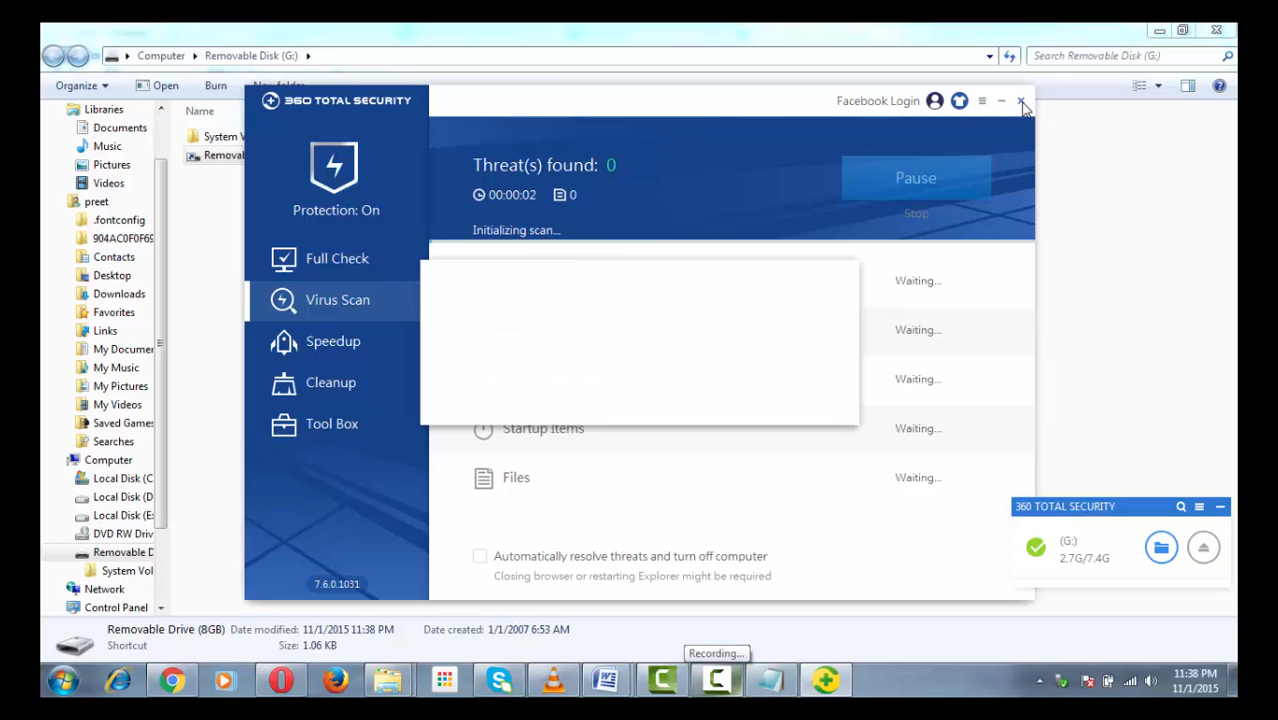 Computer Removable Disk (G:)
Search Removable Disk (G:)
Organize Open Burn New folder
Libraries
Documents
Music
Pictures
Videos
preet
.fontconfig
904AC0F0F69
Contacts
Desktop
Downloads
Favorites
Links
My Docume
My Music
My Pictures
My Videos
Saved Games
Searches
Computer
Local Disk (C
Local Disk (D
Local Disk (E:
DVD RW Driv
Removable D
System Vol
Network
Control Panel
Name
System V
Remova
360 TOTAL SECURITY
Facebook Login
Protection: On
Full Check
Virus Scan
Speedup
Cleanup
Tool Box
7.6.0.1031
Threat(s) found: 0
00:00:02 0
Initializing scan...
Pause
Stop
Waiting...
Waiting...
Waiting...
Startup Items Waiting...
Files Waiting...
Automatically resolve threats and turn off computer
Closing browser or restarting Explorer might be required
360 TOTAL SECURITY
(G:)
2.7G/7.4G
Removable Drive (8GB) Date modified: 11/1/2015 11:38 PM Date created: 1/1/2007 6:53 AM
Shortcut Size: 1.06 KB
Recording...
11:38 PM
11/1/2015